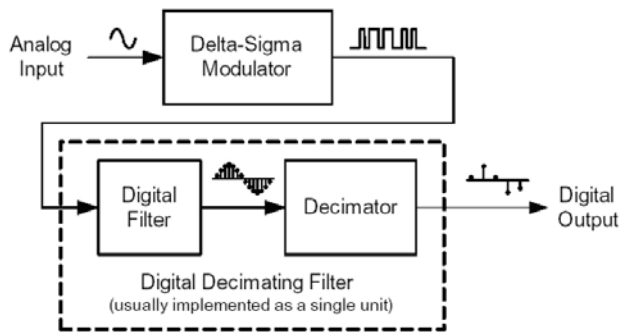 Analog
Input
Delta-Sigma
Modulator
Digital
Filter
Decimator
Digital
Output
Digital Decimating Filter
(usually implemented as a single unit)